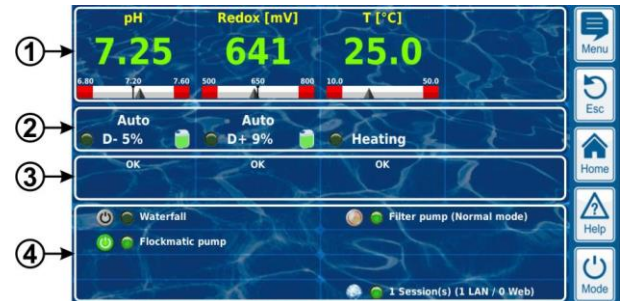 pH Redox [mV] T [°C]
① 7.25 641 25.0
6.80 7.20 7.60 500 650 800 10.0 50.0
Auto Auto
② D- 5% D+ 9% Heating
③ OK OK OK
④
Waterfall Filter pump (Normal mode)
Flockmatic pump
1 Session(s) (1 LAN / 0 Web)
Menu
Esc
Home
Help
Mode